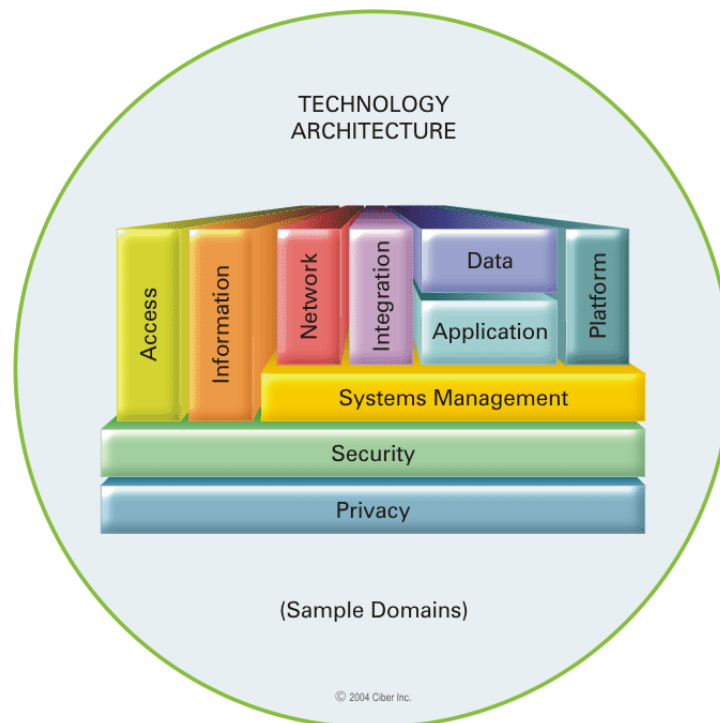 TECHNOLOGY
ARCHITECTURE
Access
Information
Network
Integration
Data
Application
Platform
Systems Management
Security
Privacy
(Sample Domains)
© 2004 Ciber Inc.